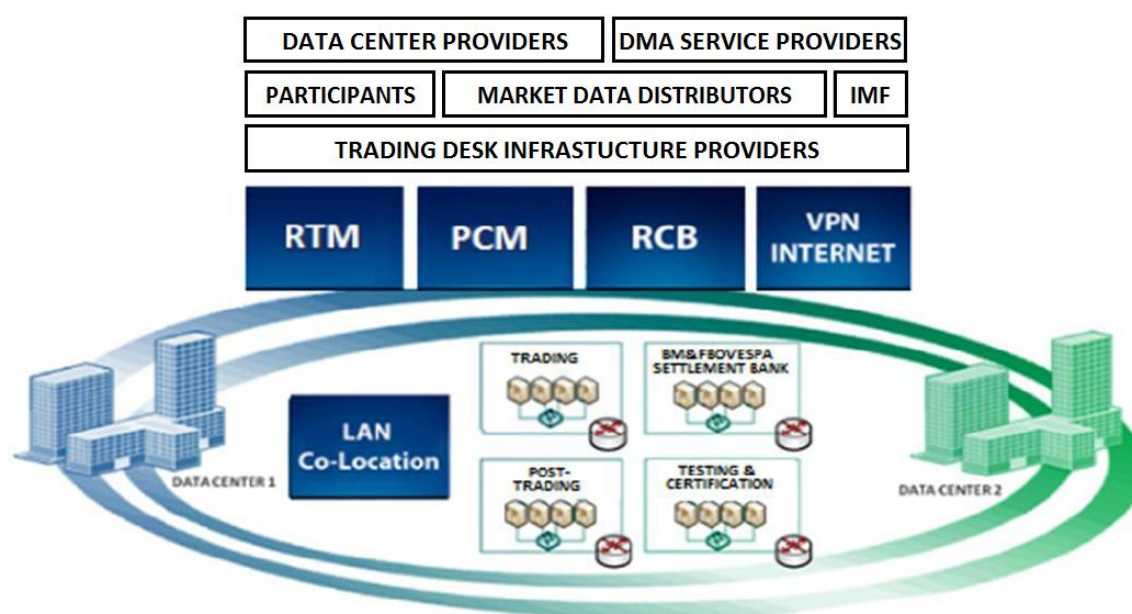 DATA CENTER PROVIDERS
DMA SERVICE PROVIDERS
PARTICIPANTS
MARKET DATA DISTRIBUTORS
IMF
TRADING DESK INFRASTUCTURE PROVIDERS
RTM
PCM
RCB
VPN
INTERNET
TRADING
BM&FBOVESPA
SETTLEMENT BANK
LAN
Co-Location
POST-
TRADING
TESTING &
CERTIFICATION
DATA CENTER 1
DATA CENTER 2